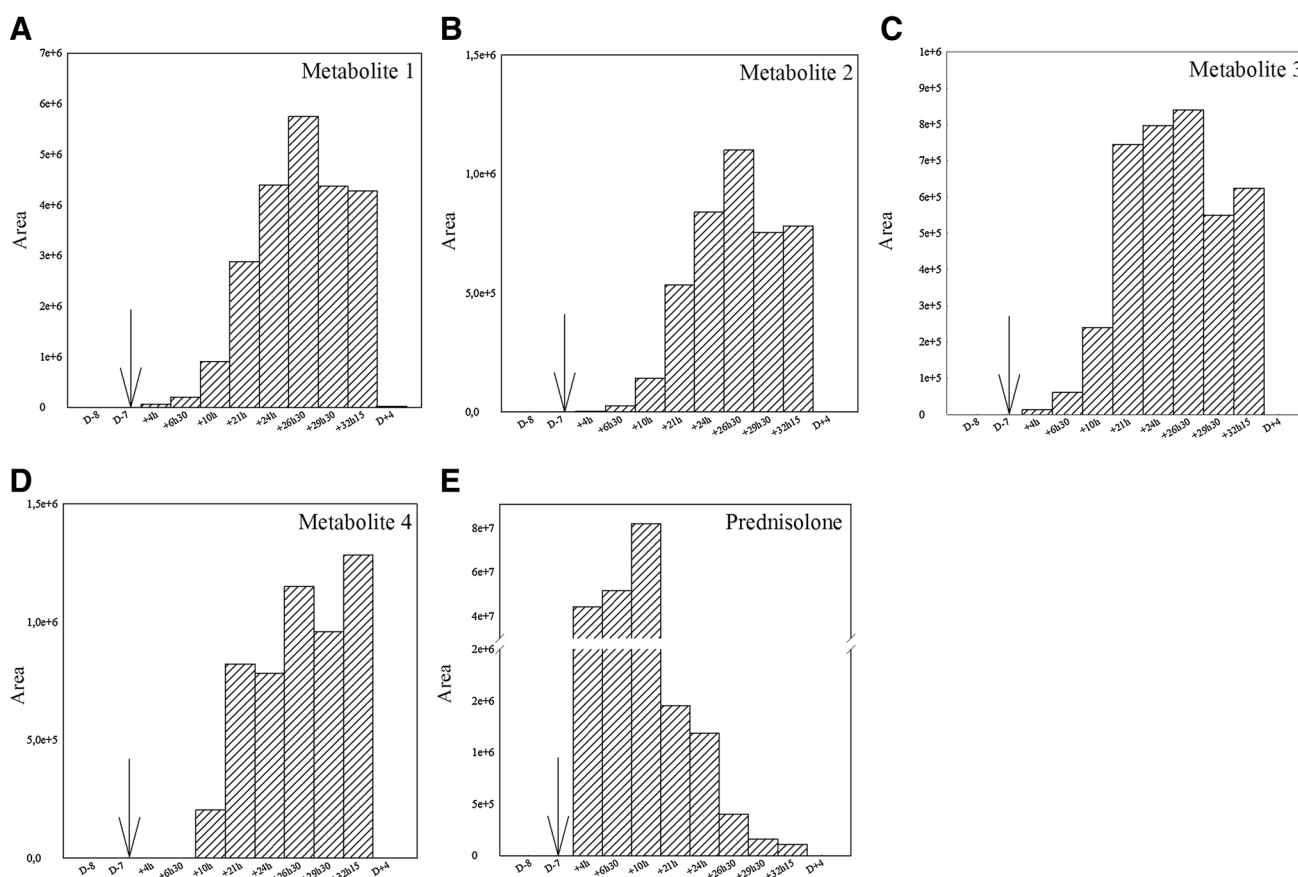 A
Metabolite 1
7e+6
6e+6
5e+6
4e+6
3e+6
2e+6
1e+6
0
Area
D-8 D-7 +4h +6h30 +10h +21h +24h +26h30 +29h30 +32h15 D+4
B
Metabolite 2
1,5e+6
1,0e+6
5,0e+5
0,0
Area
D-8 D-7 +4h +6h30 +10h +21h +24h +26h30 +29h30 +32h15 D+4
C
Metabolite 3
1e+6
9e+5
8e+5
7e+5
6e+5
5e+5
4e+5
3e+5
2e+5
1e+5
0
Area
D-8 D-7 +4h +6h30 +10h +21h +24h +26h30 +29h30 +32h15 D+4
D
Metabolite 4
1,5e+6
1,0e+6
5,0e+5
0,0
Area
D-8 D-7 +4h +6h30 +10h +21h +24h +26h30 +29h30 +32h15 D+4
E
Prednisolone
8e+7
6e+7
4e+7
2e+6
2e+6
1e+6
5e+5
0
Area
D-8 D-7 +4h +6h30 +10h +21h +24h +26h30 +29h30 +32h15 D+4